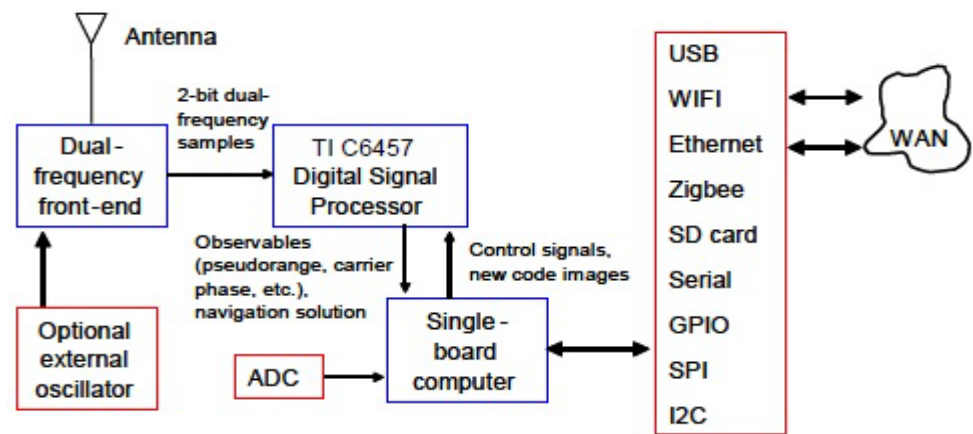 Antenna
2-bit dual-
frequency
samples
Dual-
frequency
front-end
TI C6457
Digital Signal
Processor
Observables
(pseudorange, carrier
phase, etc.),
navigation solution
Control signals,
new code images
Optional
external
oscillator
ADC
Single-
board
computer
USB
WIFI
Ethernet
Zigbee
SD card
Serial
GPIO
SPI
I2C
WAN